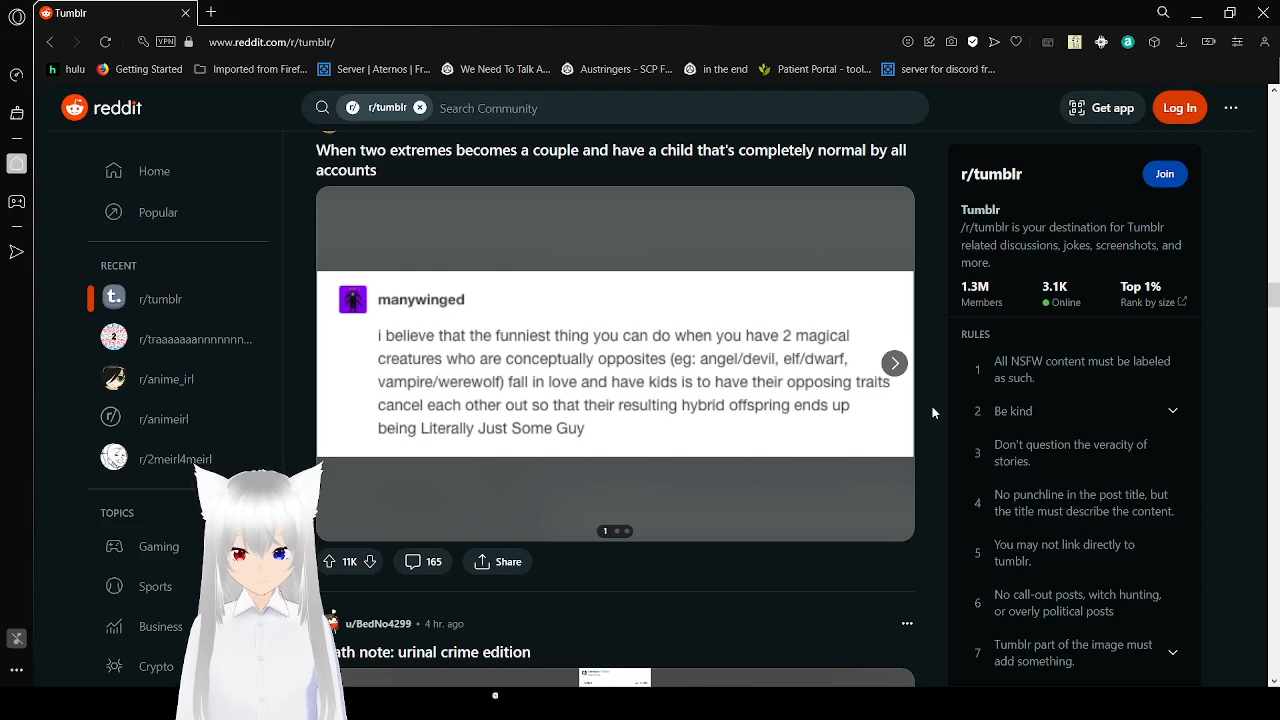 Tumblr
VPN
www.reddit.com/r/tumblr/
hulu
Getting Started
Imported from Firef...
Server | Aternos | Fr...
We Need To Talk A...
Austringers - SCP F...
in the end
Patient Portal - tool...
server for discord fr...
reddit
r/ r/tumblr
Search Community
Get app
Log In
Home
Popular
RECENT
r/tumblr
r/traaaaaaannnnnnn...
r/anime_irl
r/ r/animeirl
r/2meirl4meirl
TOPICS
Gaming
Sports
Business
Crypto
When two extremes becomes a couple and have a child that's completely normal by all
accounts
manywinged
i believe that the funniest thing you can do when you have 2 magical
creatures who are conceptually opposites (eg: angel/devil, elf/dwarf,
vampire/werewolf) fall in love and have kids is to have their opposing traits
cancel each other out so that their resulting hybrid offspring ends up
being Literally Just Some Guy
1
11K
165
Share
u/BedNo4299 • 4 hr. ago
ath note: urinal crime edition
r/tumblr
Join
Tumblr
/r/tumblr is your destination for Tumblr
related discussions, jokes, screenshots, and
more.
1.3M 3.1K Top 1%
Members Online Rank by size
RULES
1 All NSFW content must be labeled
as such.
2 Be kind
3 Don't question the veracity of
stories.
4 No punchline in the post title, but
the title must describe the content.
5 You may not link directly to
tumblr.
6 No call-out posts, witch hunting,
or overly political posts
7 Tumblr part of the image must
add something.